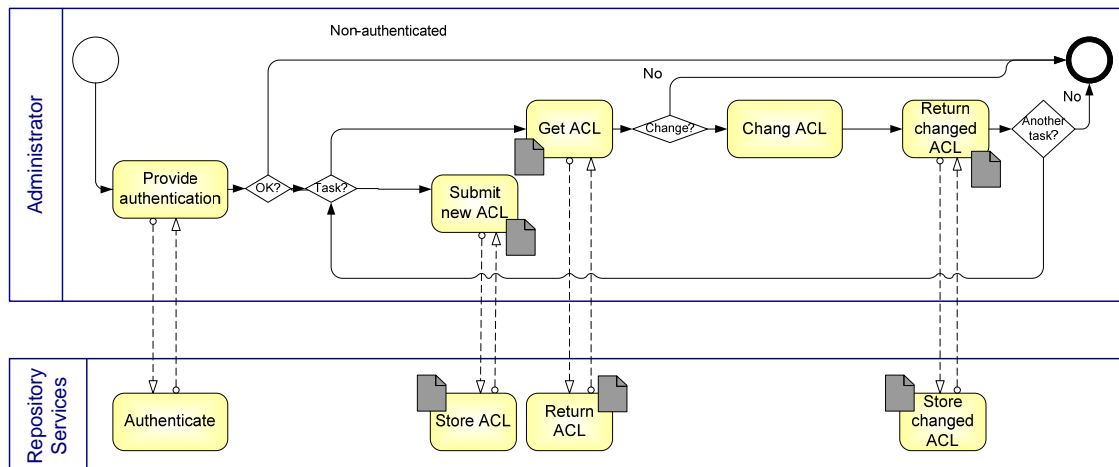 Non-authenticated
No
No
Administrator
Return
changed
ACL
Another
task?
Get ACL
Change?
Chang ACL
Provide
authentication
OK?
Task?
Submit
new ACL
Repository
Services
Authenticate
Store ACL
Return
ACL
Store
changed
ACL